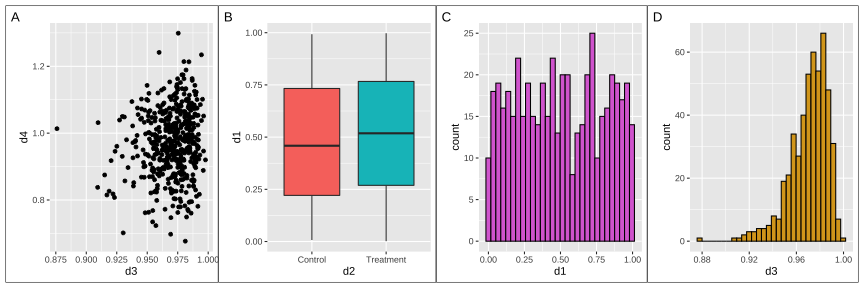 A
d4
1.2
1.0
0.8
0.875 0.900 0.925 0.950 0.975 1.000
d3
B
d1
1.00
0.75
0.50
0.25
0.00
Control Treatment
d2
C
count
25
20
15
10
5
0
0.00 0.25 0.50 0.75 1.00
d1
D
count
60
40
20
0
0.88 0.92 0.96 1.00
d3